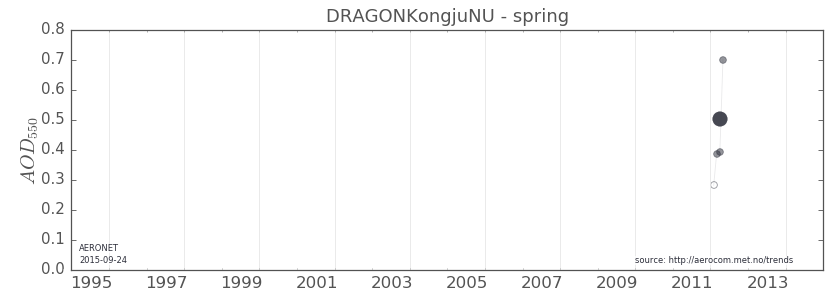 DRAGONKongjuNU - spring
0.8
0.7
0.6
0.5
0.4
0.3
0.2
0.1
0.0
AOD550
AERONET
2015-09-24
source: http://aerocom.met.no/trends
1995 1997 1999 2001 2003 2005 2007 2009 2011 2013